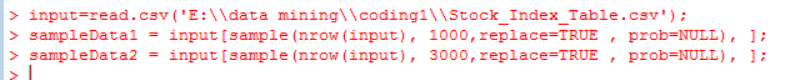 > input=read.csv('E:\\data mining\\coding1\\Stock_Index_Table.csv');
> sampleData1 = input[sample(nrow(input), 1000,replace=TRUE , prob=NULL), ];
> sampleData2 = input[sample(nrow(input), 3000,replace=TRUE , prob=NULL), ];
>